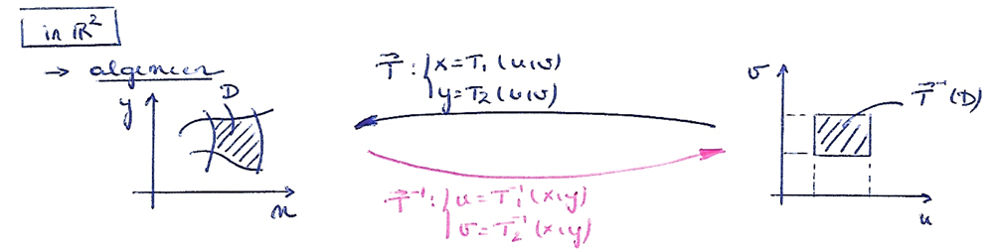 in ℝ²
→ algemeen
T⃗ : { x = T₁(u,v)
y = T₂(u,v)
y
D
x
T⃗⁻¹ : { u = T₁⁻¹(x,y)
v = T₂⁻¹(x,y)
v
T⃗⁻¹(D)
u